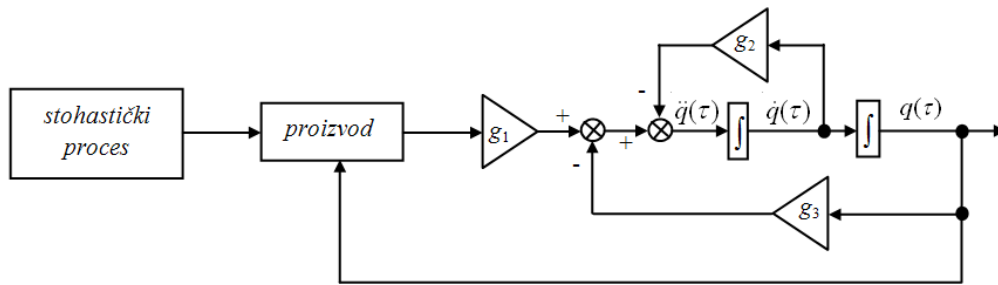 g2
stohastički
proces
proizvod
g1
+
-
+
-
q̈(τ)
∫
q̇(τ)
∫
q(τ)
g3